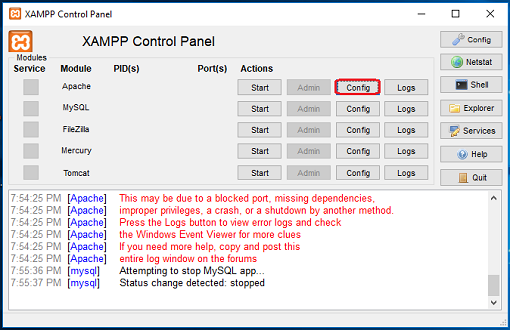 XAMPP Control Panel
XAMPP Control Panel
Config
Modules
Service Module PID(s) Port(s) Actions
Netstat
Apache Start Admin Config Logs
Shell
MySQL Start Admin Config Logs
Explorer
FileZilla Start Admin Config Logs
Services
Mercury Start Admin Config Logs
Help
Tomcat Start Admin Config Logs
Quit
7:54:25 PM [Apache] This may be due to a blocked port, missing dependencies,
7:54:25 PM [Apache] improper privileges, a crash, or a shutdown by another method.
7:54:25 PM [Apache] Press the Logs button to view error logs and check
7:54:25 PM [Apache] the Windows Event Viewer for more clues
7:54:25 PM [Apache] If you need more help, copy and post this
7:54:25 PM [Apache] entire log window on the forums
7:55:36 PM [mysql] Attempting to stop MySQL app...
7:55:37 PM [mysql] Status change detected: stopped